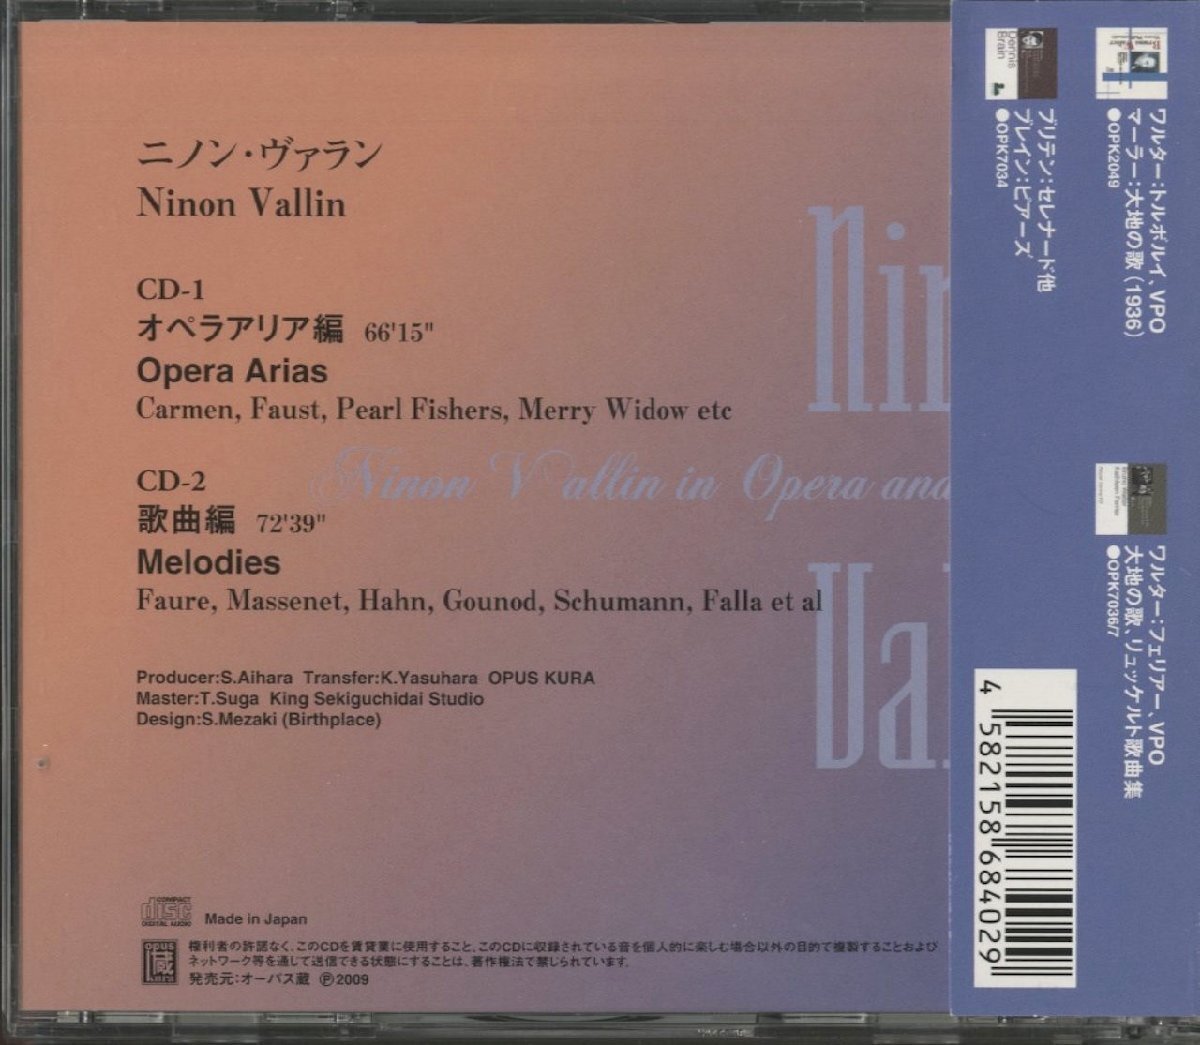 ニノン・ヴァラン
Ninon Vallin
CD-1
オペラアリア編 66'15"
Opera Arias
Carmen, Faust, Pearl Fishers, Merry Widow etc
CD-2
歌曲編 72'39"
Melodies
Faure, Massenet, Hahn, Gounod, Schumann, Falla et al
Ninon Vallin in Opera and
Nin
Val
Producer:S.Aihara Transfer:K.Yasuhara OPUS KURA
Master:T.Suga King Sekiguchidai Studio
Design:S.Mezaki (Birthplace)
COMPACT
disc
DIGITAL AUDIO
Made in Japan
opus
蔵
kura
権利者の許諾なく、このCDを賃貸業に使用すること、このCDに収録されている音を個人的に楽しむ場合以外の目的で複製することおよび
ネットワーク等を通じて送信できる状態にすることは、著作権法で禁じられています。
発売元:オーパス蔵 ℗2009
ワルター:トルボルイ、VPO
マーラー:大地の歌 (1936)
●OPK2049
Dennis
Brain
ブリテン:セレナード他
ブレイン:ピアーズ
●OPK7034
ワルター:フェリアー、VPO
大地の歌、リュッケルト歌曲集
●OPK7036/7
4 582158 684029